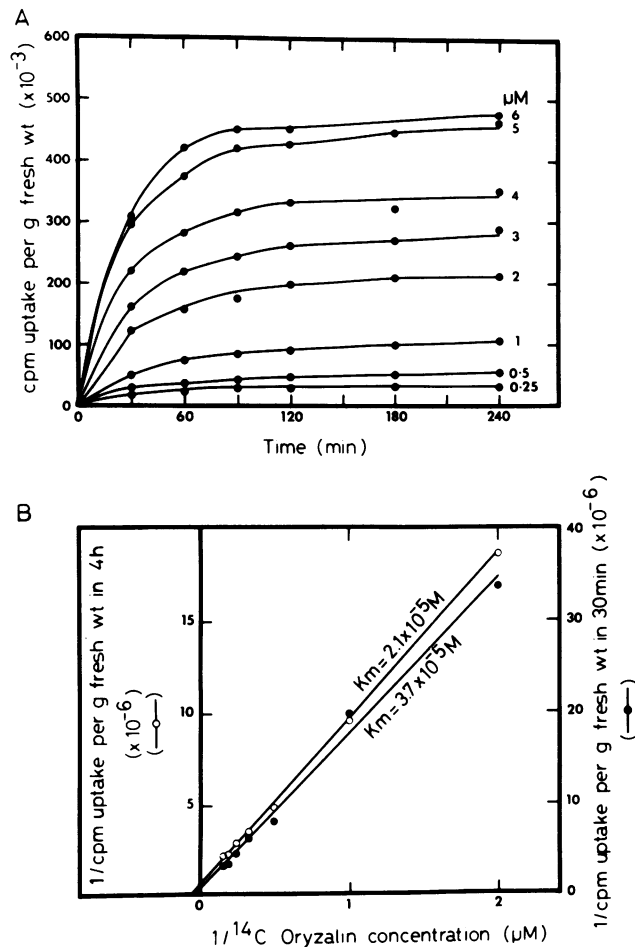 A
600
500
400
300
200
100
0
cpm uptake per g fresh wt (x10⁻³)
µM
6
5
4
3
2
1
0·5
0·25
0
60
120
180
240
Time (min)
B
1/cpm uptake per g fresh wt in 4h
(x10⁻⁶)
(—o—)
15
10
5
Km = 2.1x10⁻⁵M
Km = 3.7x10⁻⁵M
40
30
20
10
0
1/cpm uptake per g fresh wt in 30min (x10⁻⁶)
(—●—)
0
1
2
1/¹⁴C Oryzalin concentration (µM)